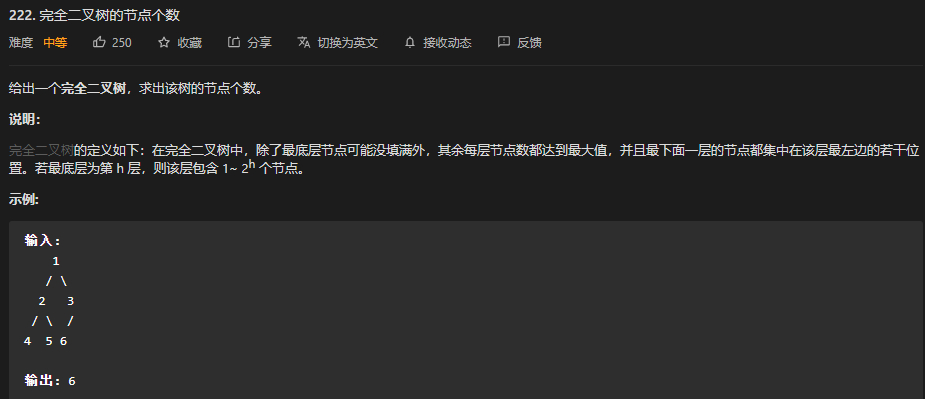 222. 完全二叉树的节点个数
难度 中等 250 收藏 分享 切换为英文 接收动态 反馈
给出一个完全二叉树，求出该树的节点个数。
说明：
完全二叉树的定义如下：在完全二叉树中，除了最底层节点可能没填满外，其余每层节点数都达到最大值，并且最下面一层的节点都集中在该层最左边的若干位
置。若最底层为第 h 层，则该层包含 1~ 2^h 个节点。
示例:
输入:
    1
   / \
  2   3
 / \  /
4  5 6
输出: 6